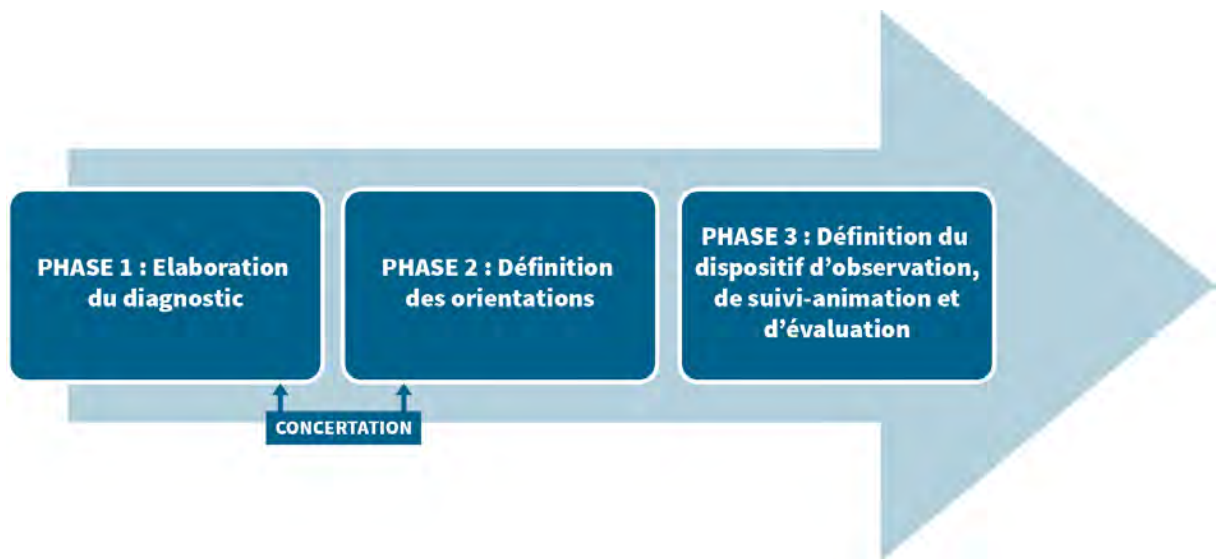 PHASE 1 : Elaboration
du diagnostic
PHASE 2 : Définition
des orientations
PHASE 3 : Définition du
dispositif d’observation,
de suivi-animation et
d’évaluation
CONCERTATION